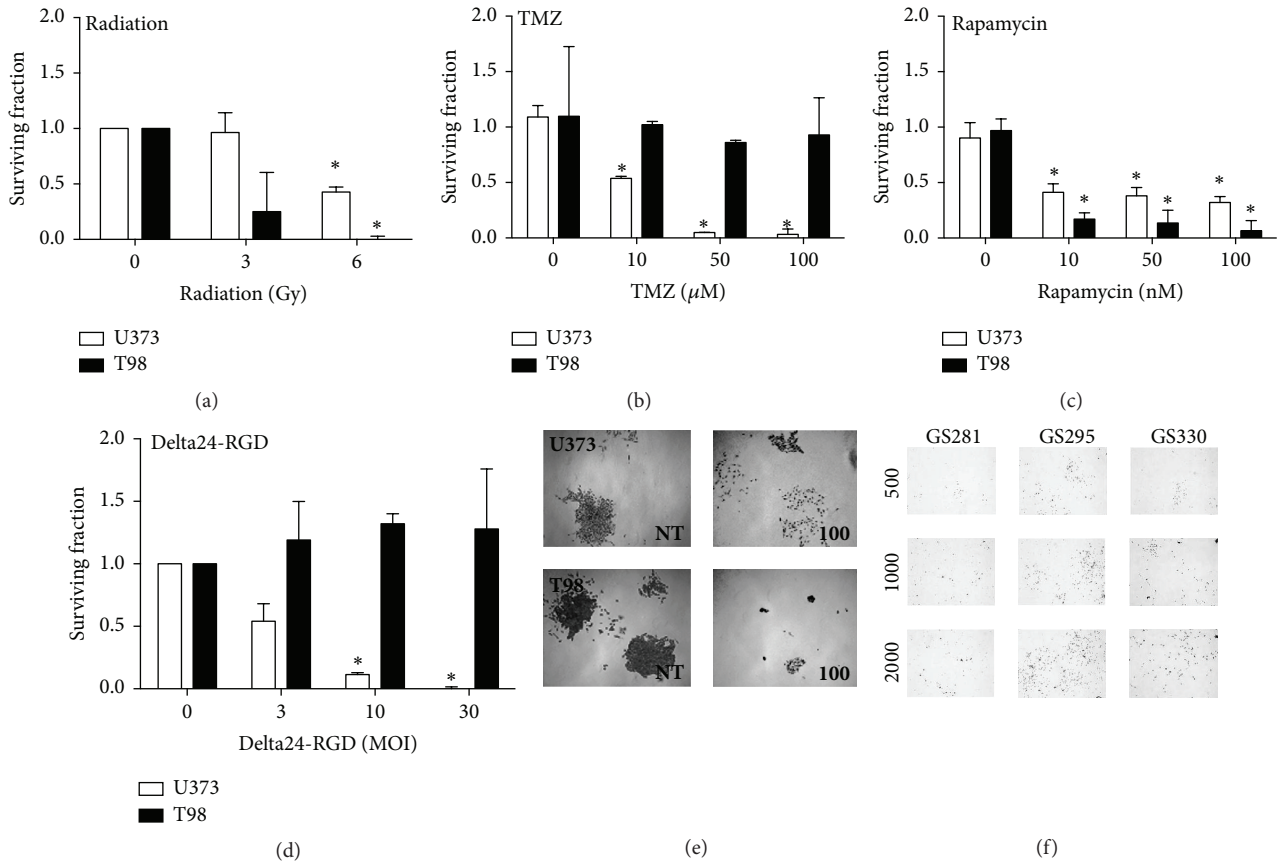 Radiation
2.0
1.5
1.0
0.5
0.0
Surviving fraction
*
*
0 3 6
Radiation (Gy)
U373
T98
(a)
TMZ
2.0
1.5
1.0
0.5
0.0
Surviving fraction
*
*
*
0 10 50 100
TMZ (μM)
U373
T98
(b)
Rapamycin
2.0
1.5
1.0
0.5
0.0
Surviving fraction
*
*
*
*
*
*
0 10 50 100
Rapamycin (nM)
U373
T98
(c)
Delta24-RGD
2.0
1.5
1.0
0.5
0.0
Surviving fraction
*
*
0 3 10 30
Delta24-RGD (MOI)
U373
T98
(d)
U373
NT
100
T98
NT
100
(e)
GS281 GS295 GS330
500
1000
2000
(f)